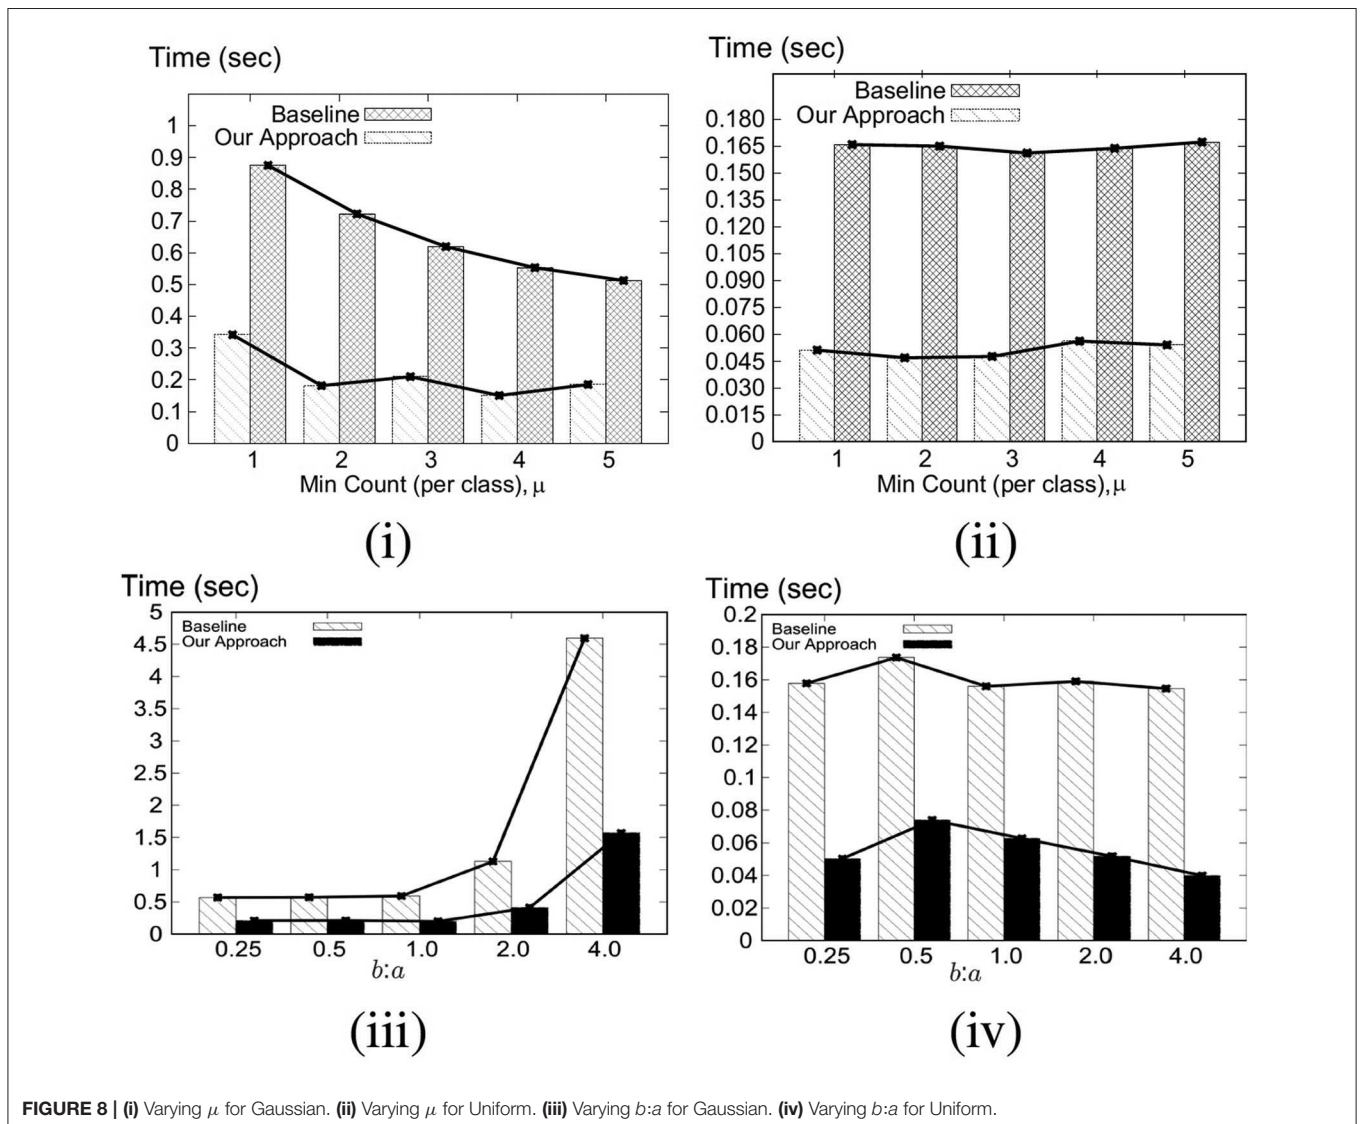 Time (sec)
Baseline
Our Approach
1
0.9
0.8
0.7
0.6
0.5
0.4
0.3
0.2
0.1
0
1 2 3 4 5
Min Count (per class), μ
(i)
Time (sec)
Baseline
Our Approach
0.180
0.165
0.150
0.135
0.120
0.105
0.090
0.075
0.060
0.045
0.030
0.015
0
1 2 3 4 5
Min Count (per class), μ
(ii)
Time (sec)
Baseline
Our Approach
5
4.5
4
3.5
3
2.5
2
1.5
1
0.5
0
0.25 0.5 1.0 2.0 4.0
b:a
(iii)
Time (sec)
Baseline
Our Approach
0.2
0.18
0.16
0.14
0.12
0.1
0.08
0.06
0.04
0.02
0
0.25 0.5 1.0 2.0 4.0
b:a
(iv)
FIGURE 8 | (i) Varying μ for Gaussian. (ii) Varying μ for Uniform. (iii) Varying b:a for Gaussian. (iv) Varying b:a for Uniform.